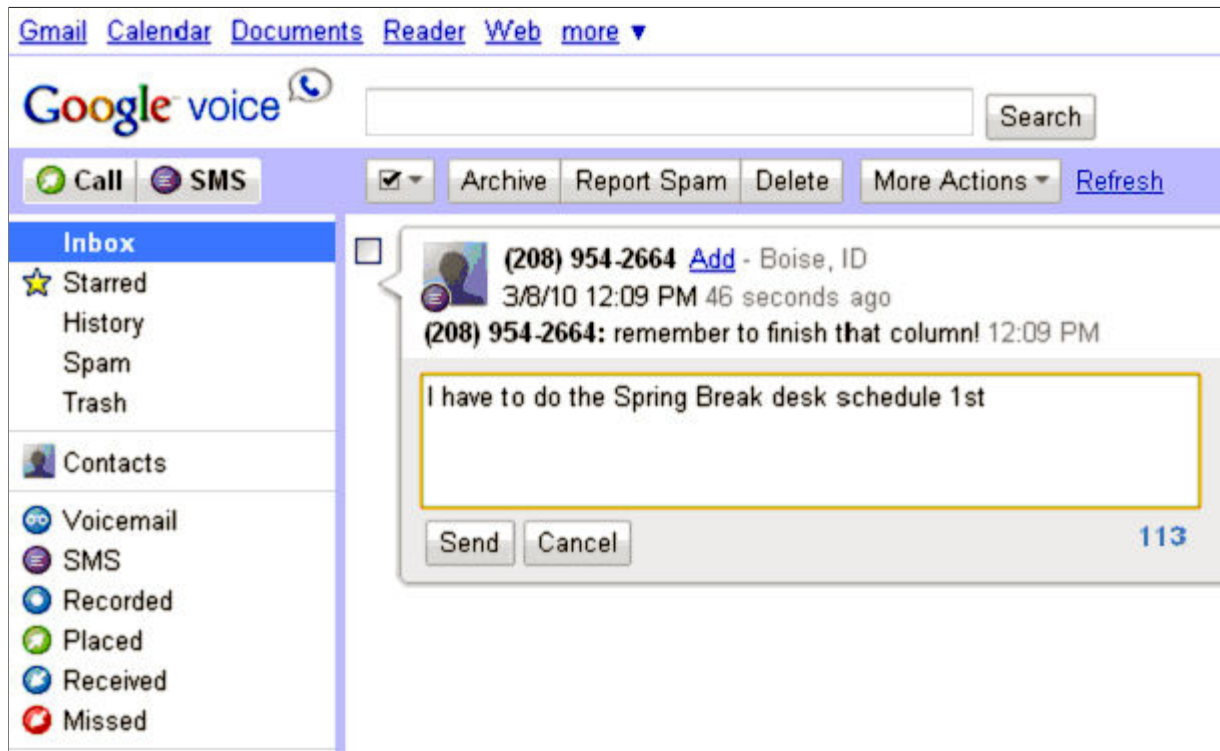 Gmail Calendar Documents Reader Web more ▼
Google voice
Search
Call SMS
Archive Report Spam Delete More Actions Refresh
Inbox
Starred
History
Spam
Trash
Contacts
Voicemail
SMS
Recorded
Placed
Received
Missed
(208) 954-2664 Add - Boise, ID
3/8/10 12:09 PM 46 seconds ago
(208) 954-2664: remember to finish that column! 12:09 PM
I have to do the Spring Break desk schedule 1st
Send Cancel 113